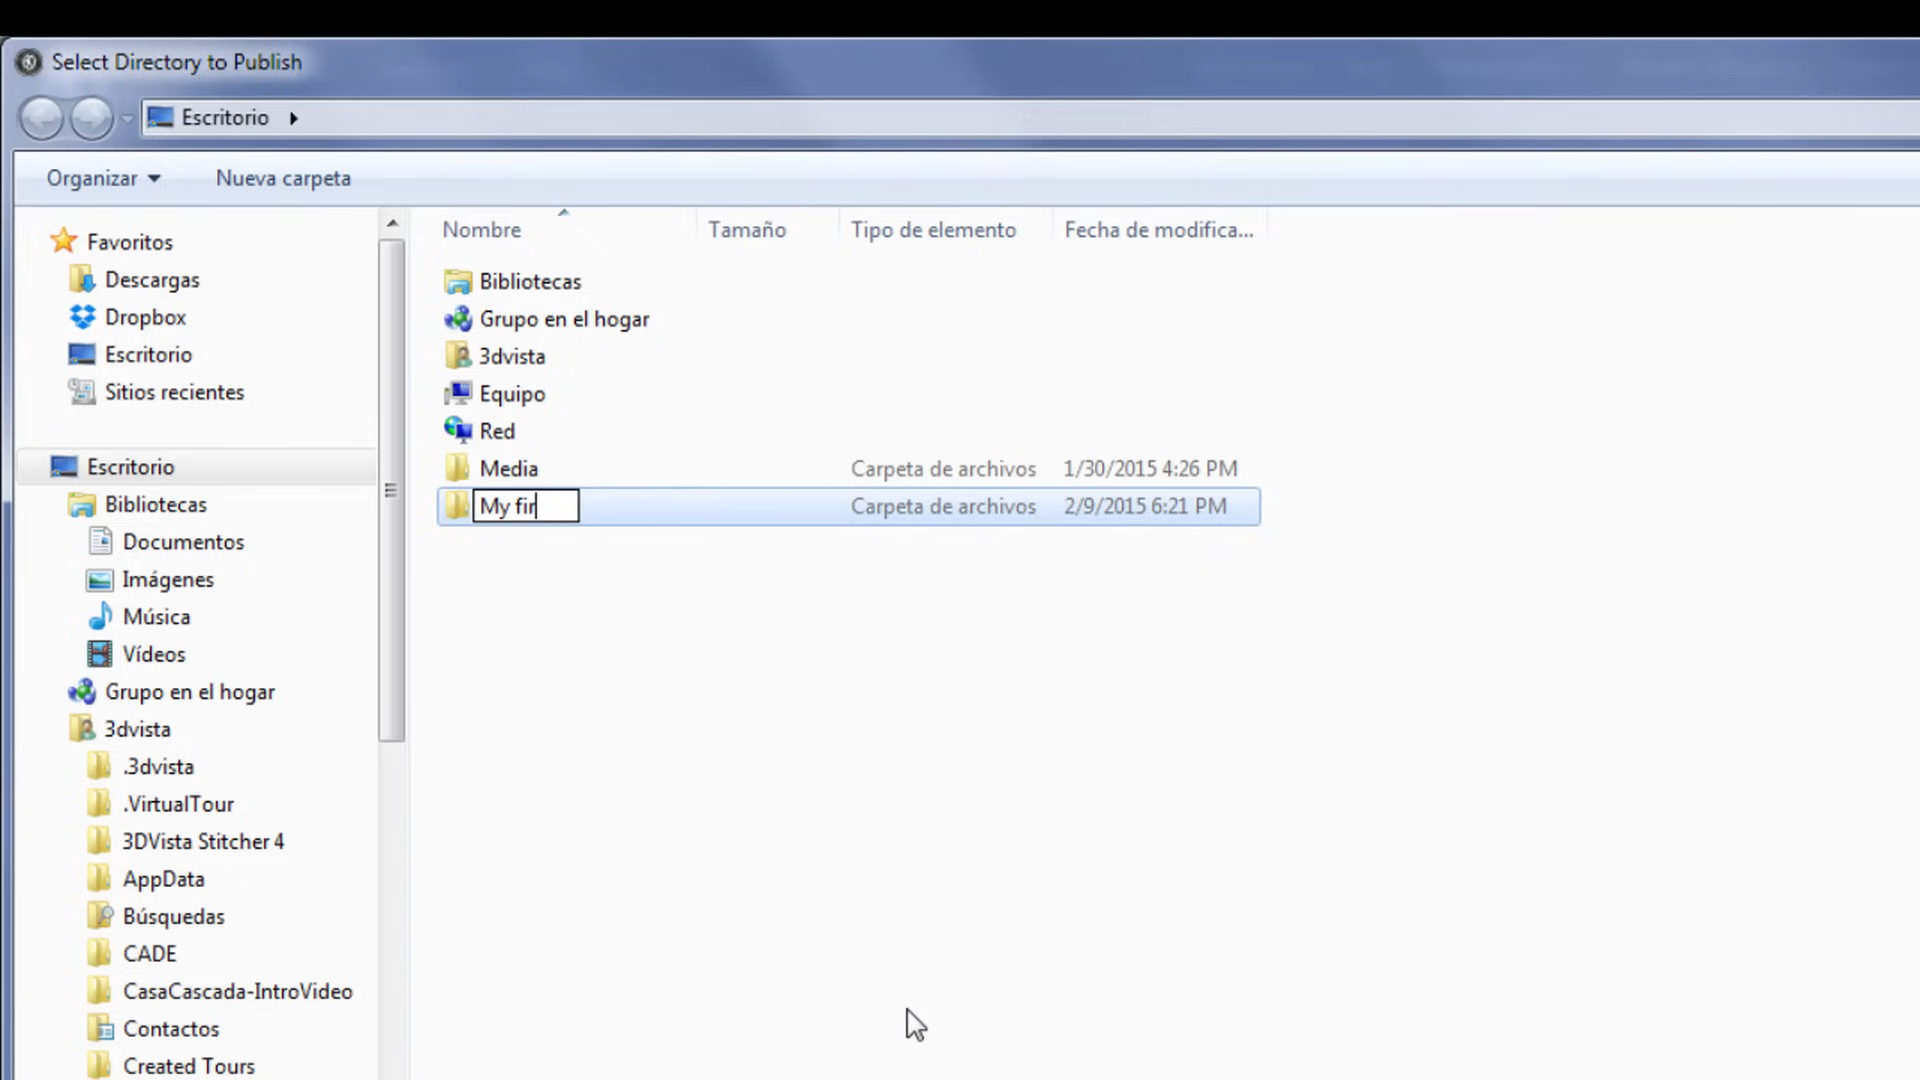 Select Directory to Publish
Escritorio
Organizar
Nueva carpeta
Favoritos
Descargas
Dropbox
Escritorio
Sitios recientes
Escritorio
Bibliotecas
Documentos
Imágenes
Música
Vídeos
Grupo en el hogar
3dvista
.3dvista
.VirtualTour
3DVista Stitcher 4
AppData
Búsquedas
CADE
CasaCascada-IntroVideo
Contactos
Created Tours
Nombre Tamaño Tipo de elemento Fecha de modifica...
Bibliotecas
Grupo en el hogar
3dvista
Equipo
Red
Media Carpeta de archivos 1/30/2015 4:26 PM
My fir Carpeta de archivos 2/9/2015 6:21 PM